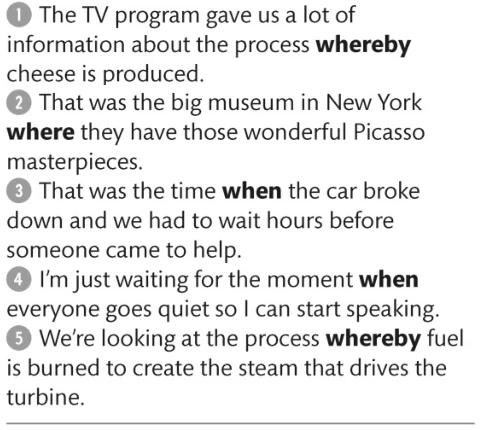 1 The TV program gave us a lot of
information about the process whereby
cheese is produced.
2 That was the big museum in New York
where they have those wonderful Picasso
masterpieces.
3 That was the time when the car broke
down and we had to wait hours before
someone came to help.
4 I'm just waiting for the moment when
everyone goes quiet so I can start speaking.
5 We're looking at the process whereby fuel
is burned to create the steam that drives the
turbine.